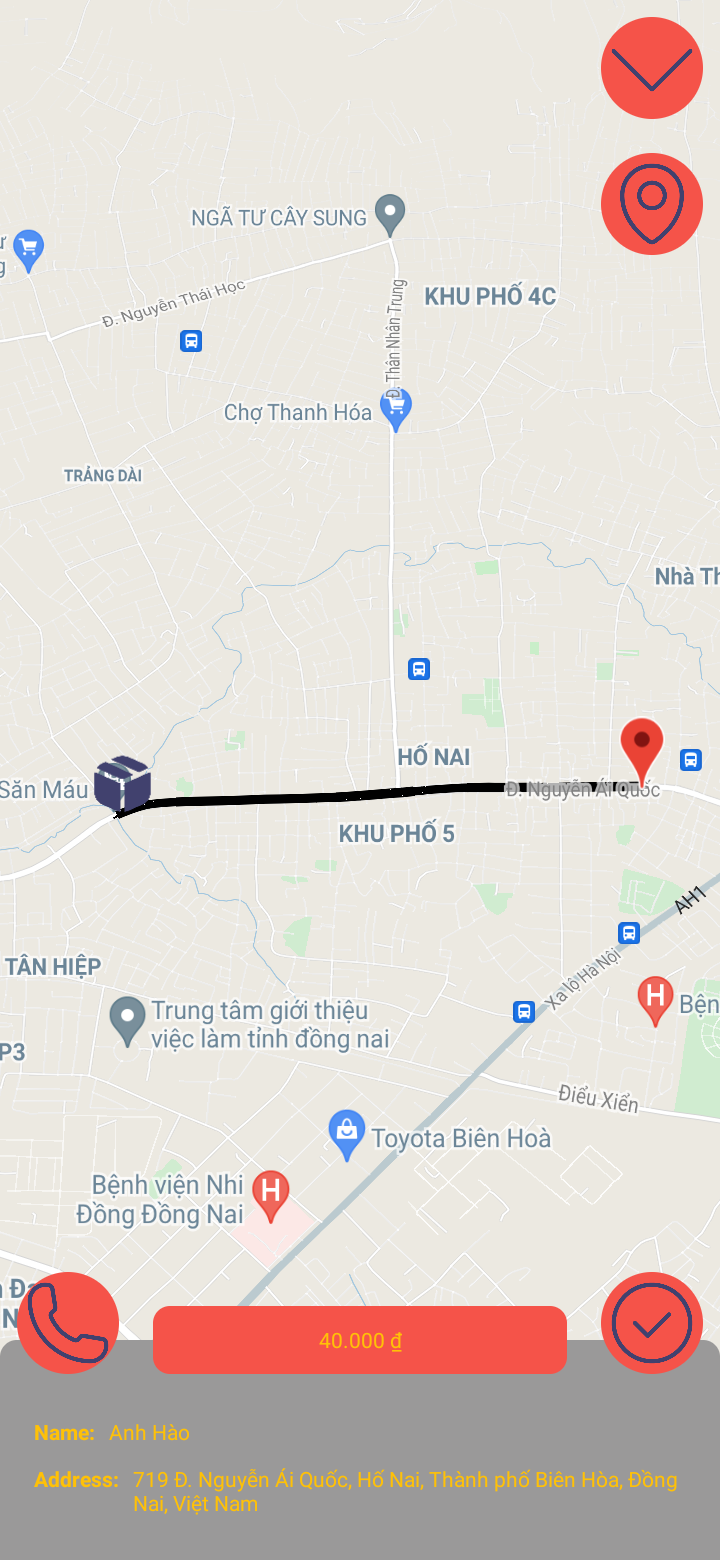 NGÃ TƯ CÂY SUNG
KHU PHỐ 4C
Đ. Nguyễn Thái Học
Đ. Thân Nhân Trung
Chợ Thanh Hóa
TRẢNG DÀI
Nhà Th
HỐ NAI
Săn Máu
Đ. Nguyễn Ái Quốc
KHU PHỐ 5
AH1
TÂN HIỆP
Xa lộ Hà Nội
Trung tâm giới thiệu
việc làm tỉnh đồng nai
Bện
P3
Điểu Xiển
Toyota Biên Hoà
Bệnh viện Nhi
Đồng Đồng Nai
40.000 ₫
Name: Anh Hào
Address: 719 Đ. Nguyễn Ái Quốc, Hố Nai, Thành phố Biên Hòa, Đồng
Nai, Việt Nam